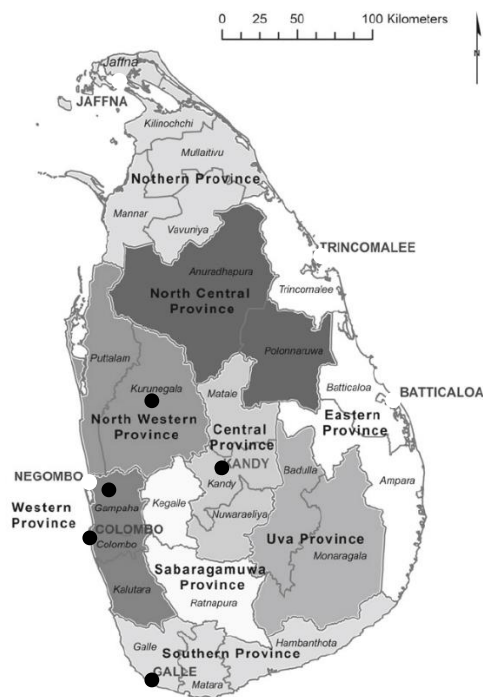 0 25 50 100 Kilometers
N
Jaffna
JAFFNA
Kilinochchi
Mullaitivu
Nothern Province
Mannar
Vavuniya
TRINCOMALEE
Anuradhapura
Trincomalee
North Central
Province
Puttalam
Polonnaruwa
Kurunegala
Matale
Batticaloa
BATTICALOA
North Western
Province
Central
Province
Eastern
Province
KANDY
NEGOMBO
Kandy
Badulla
Ampara
Kegalle
Gampaha
Western
Province
Nuwaraeliya
COLOMBO
Colombo
Uva Province
Monaragala
Sabaragamuwa
Province
Kalutara
Ratnapura
Galle
Hambanthota
Southern Province
GALLE
Matara